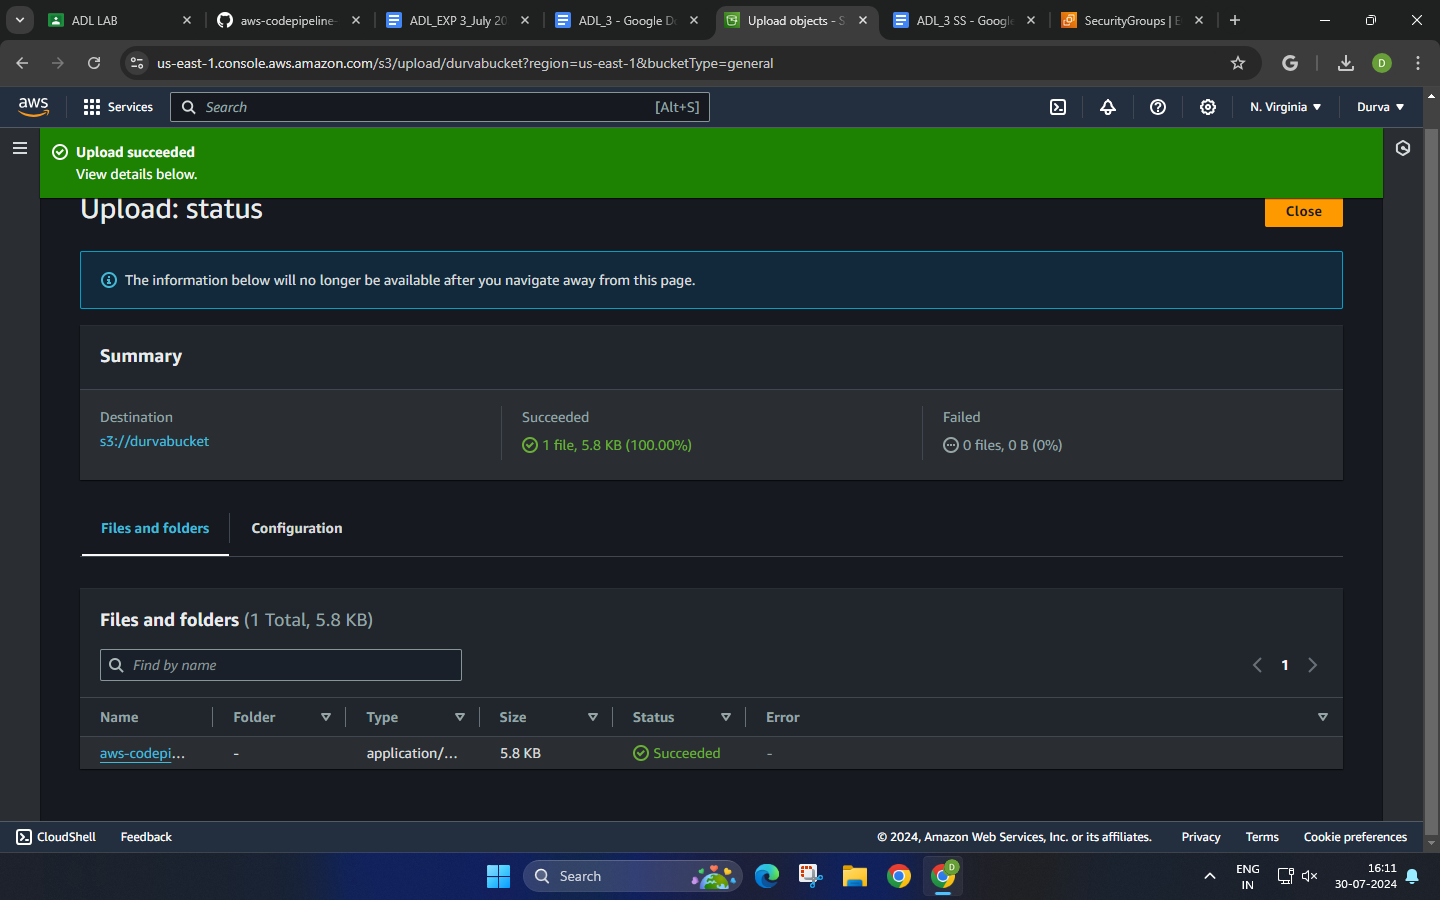 ADL LAB
aws-codepipeline-
ADL_EXP 3_July 20
ADL_3 - Google Do
Upload objects - S
ADL_3 SS - Google
SecurityGroups | E
us-east-1.console.aws.amazon.com/s3/upload/durvabucket?region=us-east-1&bucketType=general
D
aws
Services
Search
[Alt+S]
N. Virginia
Durva
Upload succeeded
View details below.
Upload: status
Close
The information below will no longer be available after you navigate away from this page.
Summary
Destination
s3://durvabucket
Succeeded
1 file, 5.8 KB (100.00%)
Failed
0 files, 0 B (0%)
Files and folders
Configuration
Files and folders (1 Total, 5.8 KB)
Find by name
1
Name
Folder
Type
Size
Status
Error
aws-codepi...
-
application/...
5.8 KB
Succeeded
-
CloudShell
Feedback
© 2024, Amazon Web Services, Inc. or its affiliates.
Privacy
Terms
Cookie preferences
Search
D
ENG
IN
16:11
30-07-2024